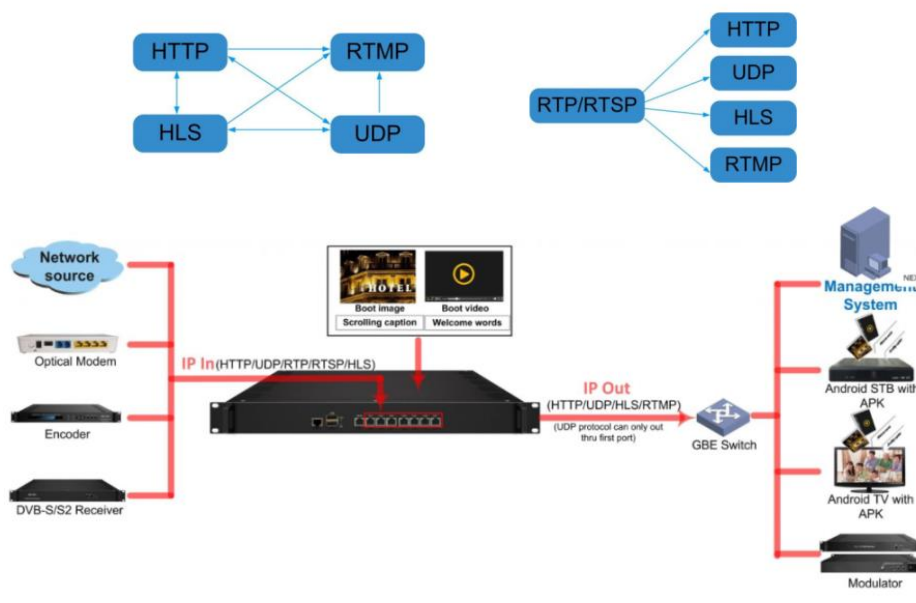 HTTP
RTMP
HLS
UDP
RTP/RTSP
HTTP
UDP
HLS
RTMP
Network
source
Optical Modem
Encoder
DVB-S/S2 Receiver
IP In(HTTP/UDP/RTP/RTSP/HLS)
HOTEL
Boot image
Boot video
Scrolling caption
Welcome words
IP Out
(HTTP/UDP/HLS/RTMP)
(UDP protocol can only out
thru first port)
GBE Switch
Management
System
Android STB with
APK
Android TV with
APK
Modulator